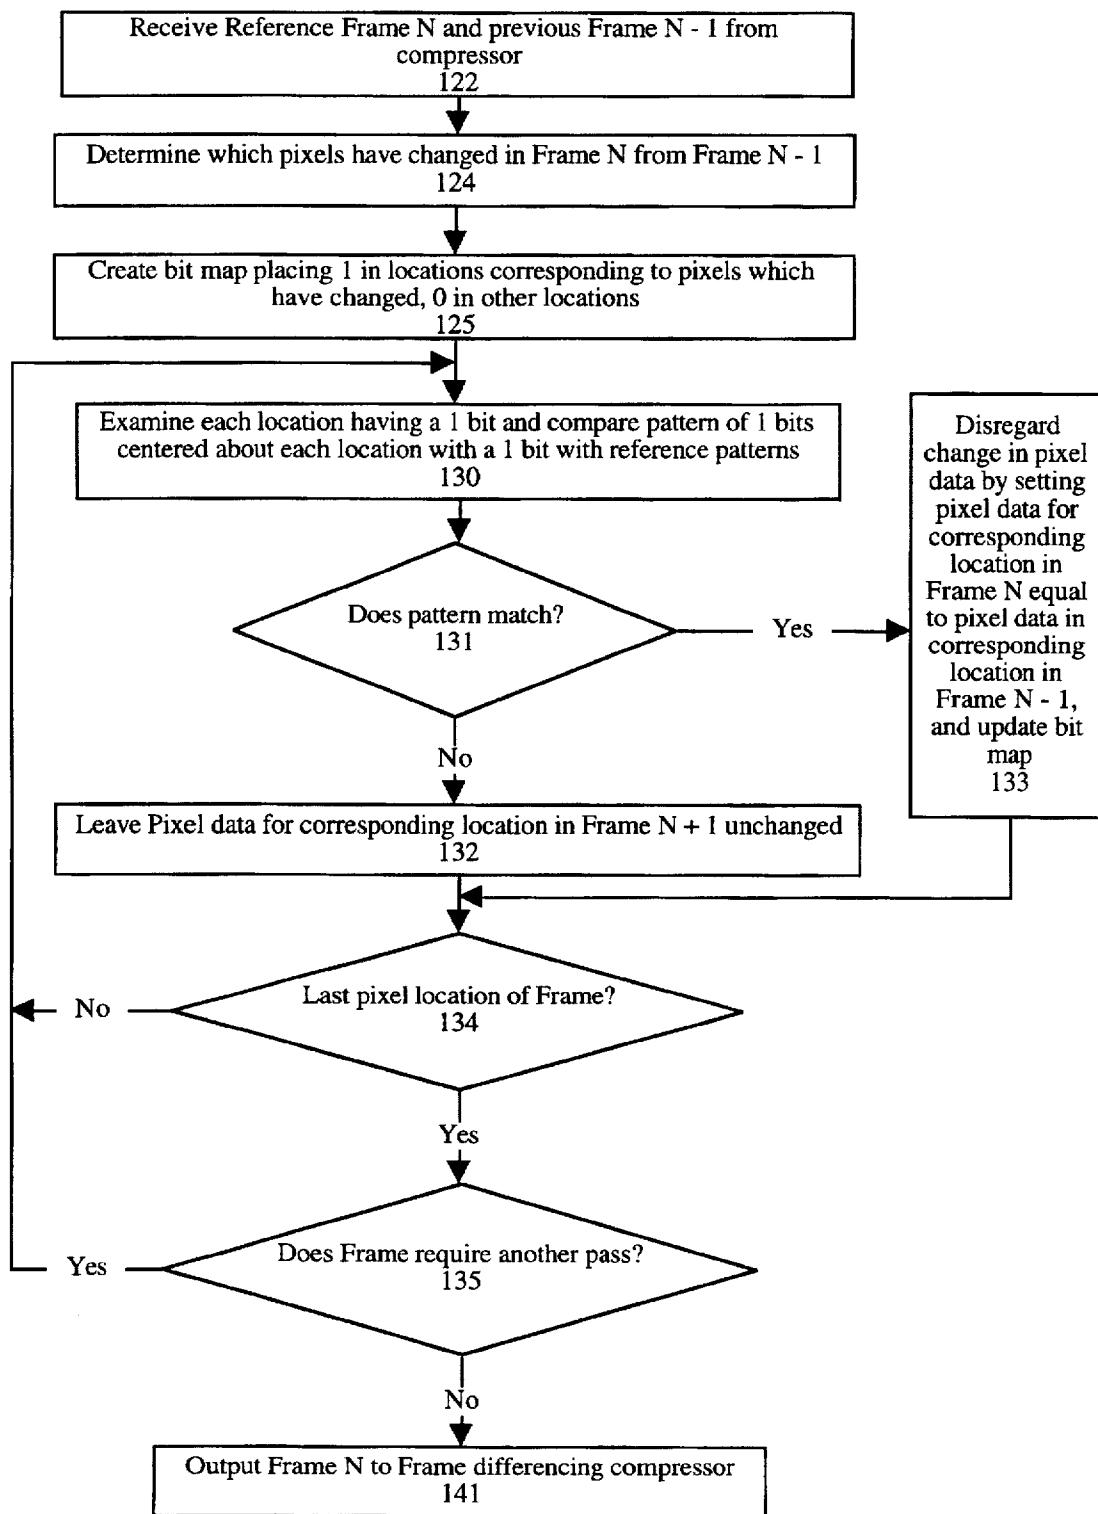 Receive Reference Frame N and previous Frame N - 1 from
compressor
122
Determine which pixels have changed in Frame N from Frame N - 1
124
Create bit map placing 1 in locations corresponding to pixels which
have changed, 0 in other locations
125
Examine each location having a 1 bit and compare pattern of 1 bits
centered about each location with a 1 bit with reference patterns
130
Does pattern match?
131
Yes
Disregard
change in pixel
data by setting
pixel data for
corresponding
location in
Frame N equal
to pixel data in
corresponding
location in
Frame N - 1,
and update bit
map
133
No
Leave Pixel data for corresponding location in Frame N + 1 unchanged
132
Last pixel location of Frame?
134
No
Yes
Does Frame require another pass?
135
Yes
No
Output Frame N to Frame differencing compressor
141